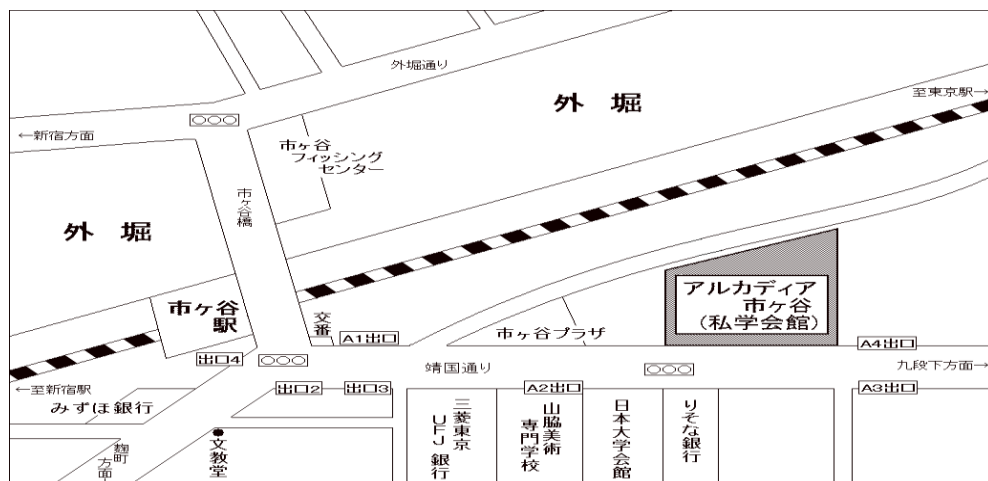 外堀通り
外 堀
至東京駅→
←新宿方面
○○○
市ヶ谷
フィッシング
センター
市ヶ谷橋
外 堀
市ヶ谷
駅
交番
A1出口
市ヶ谷プラザ
アルカディア
市ヶ谷
(私学会館)
A4出口
出口4
○○○
靖国通り
○○○
九段下方面→
←至新宿駅
出口2
出口3
A2出口
A3出口
みずほ銀行
麹町
方面
●文教堂
三菱東京
UFJ 銀行
山脇美術
専門学校
日本大学会館
りそな銀行